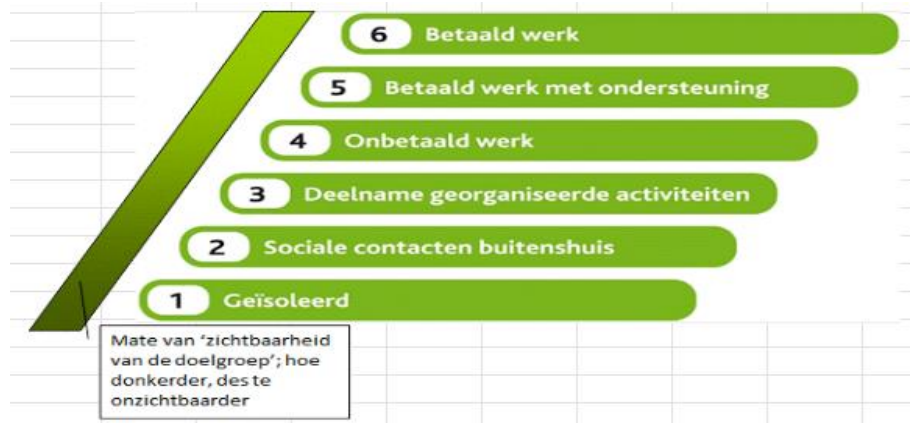 6 Betaald werk
5 Betaald werk met ondersteuning
4 Onbetaald werk
3 Deelname georganiseerde activiteiten
2 Sociale contacten buitenshuis
1 Geïsoleerd
Mate van ‘zichtbaarheid
van de doelgroep’; hoe
donkerder, des te
onzichtbaarder